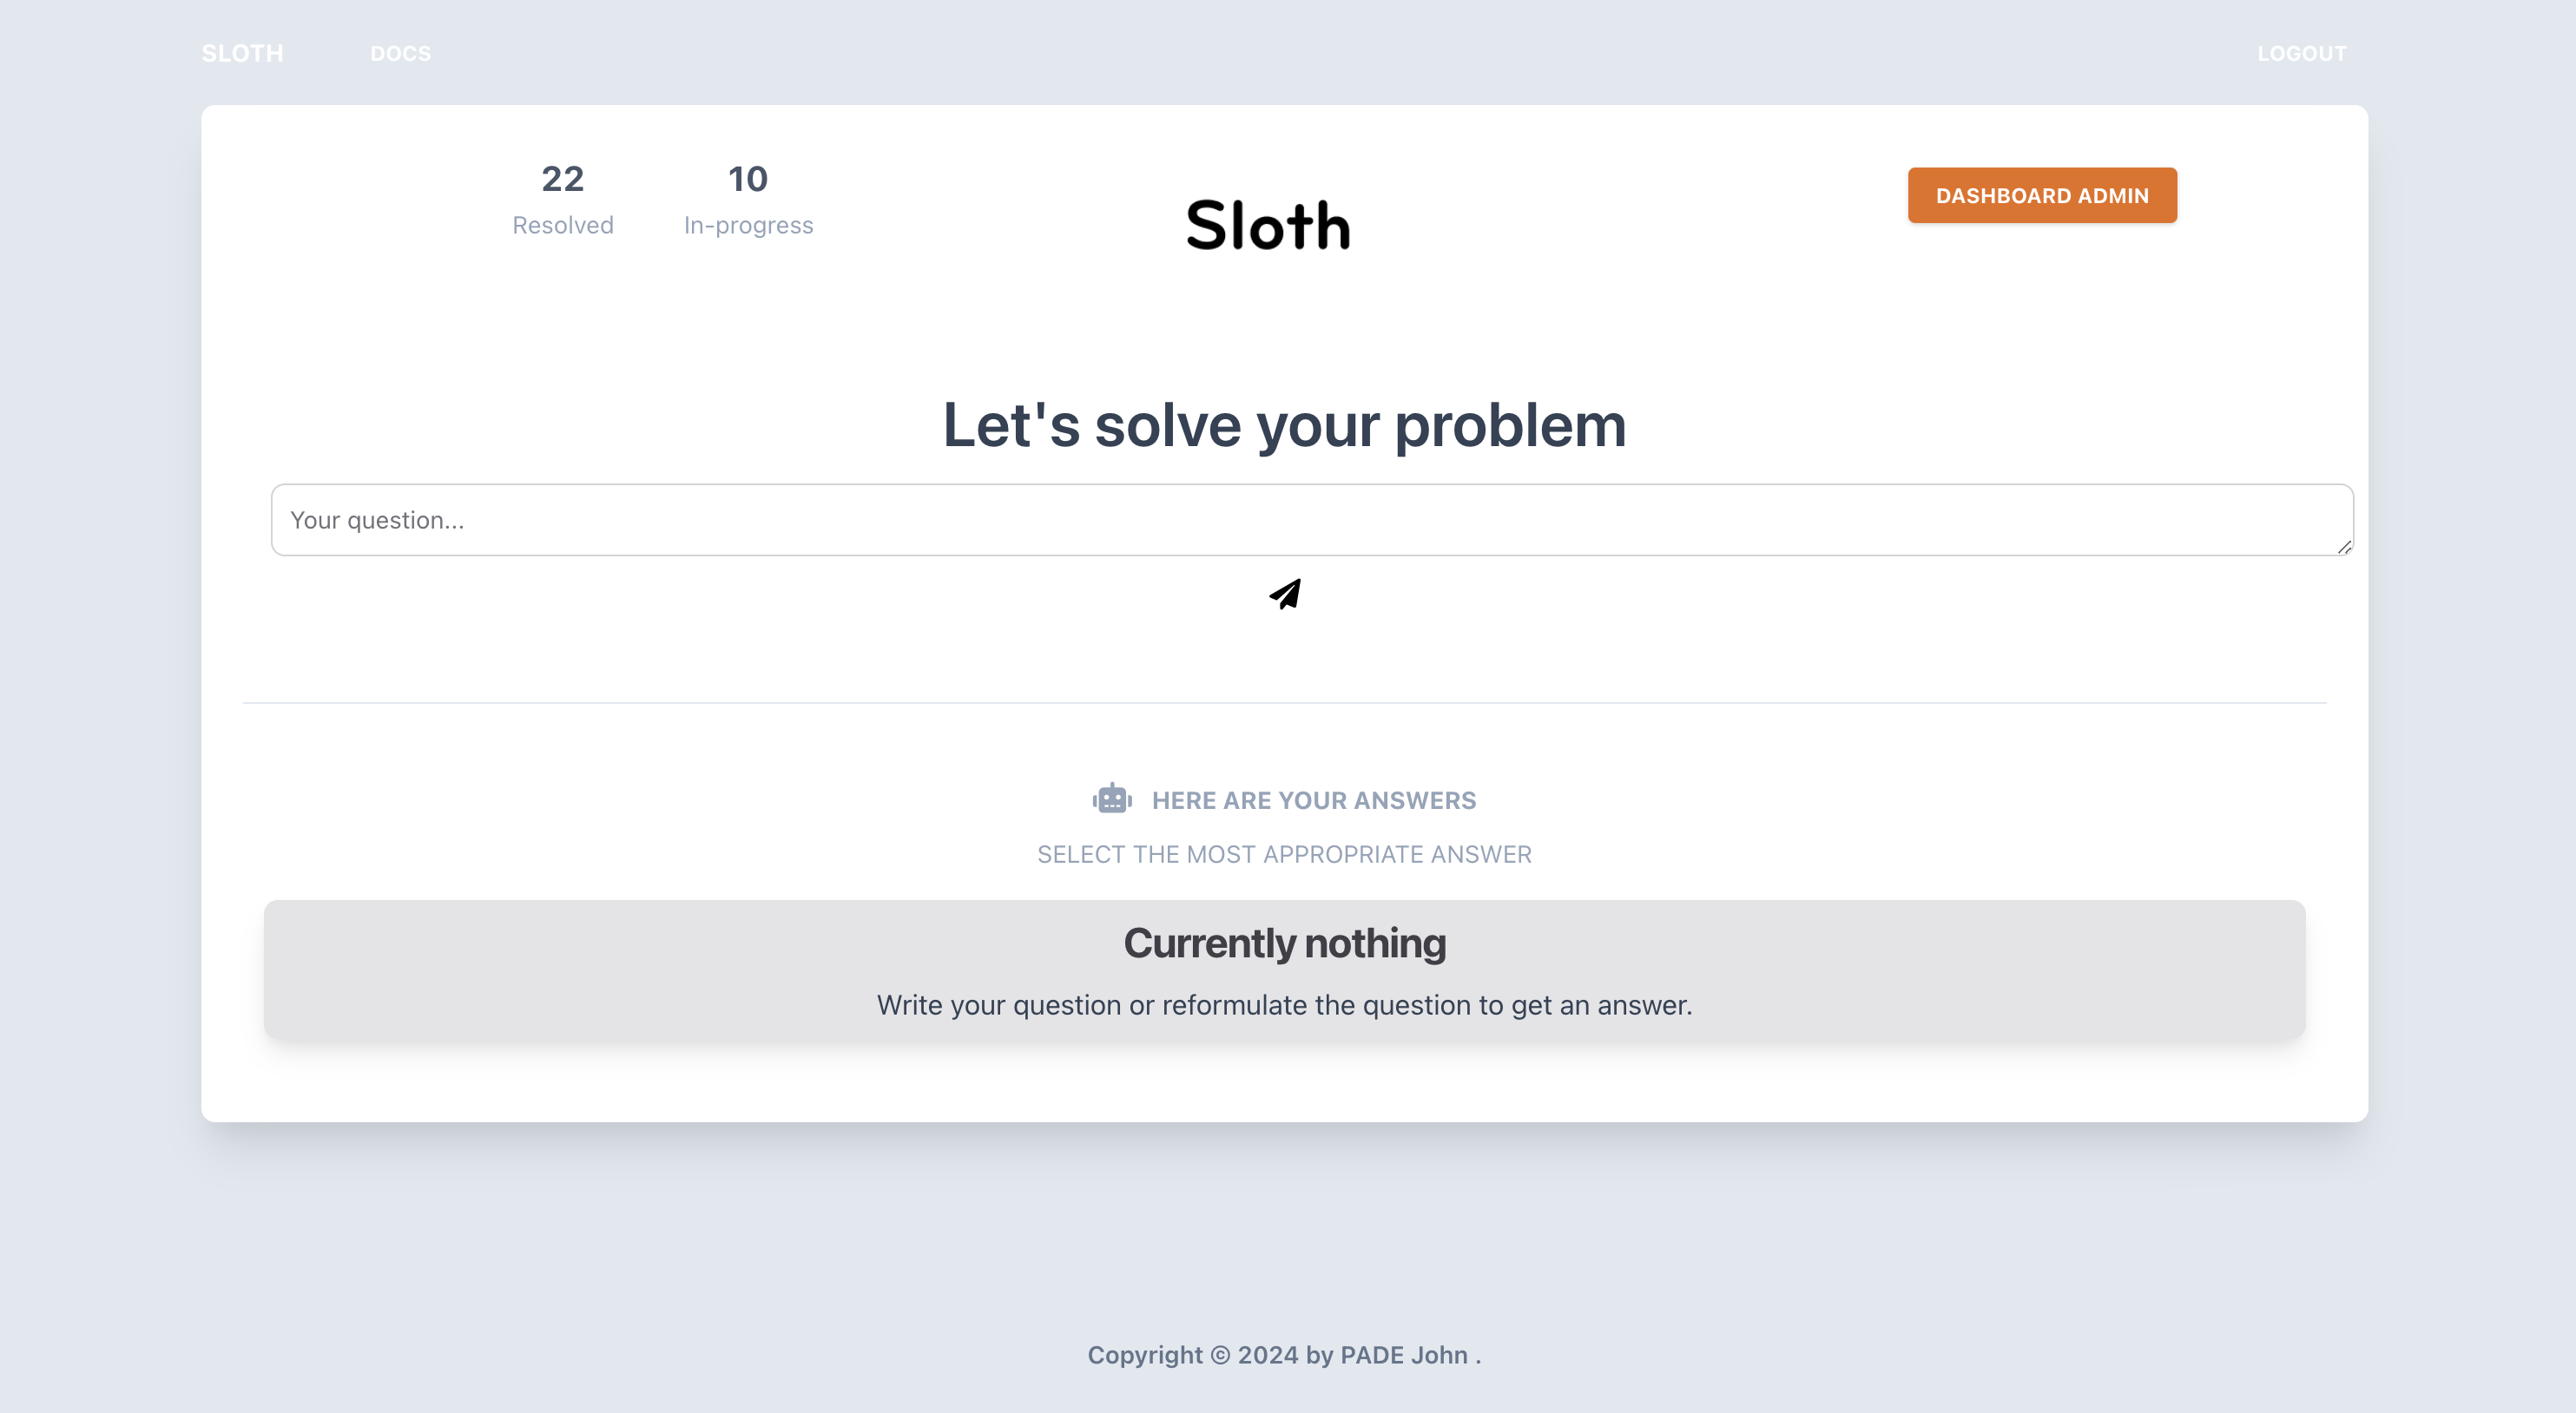 SLOTH
DOCS
LOGOUT
22
Resolved
10
In-progress
Sloth
DASHBOARD ADMIN
Let's solve your problem
Your question...
HERE ARE YOUR ANSWERS
SELECT THE MOST APPROPRIATE ANSWER
Currently nothing
Write your question or reformulate the question to get an answer.
Copyright © 2024 by PADE John .